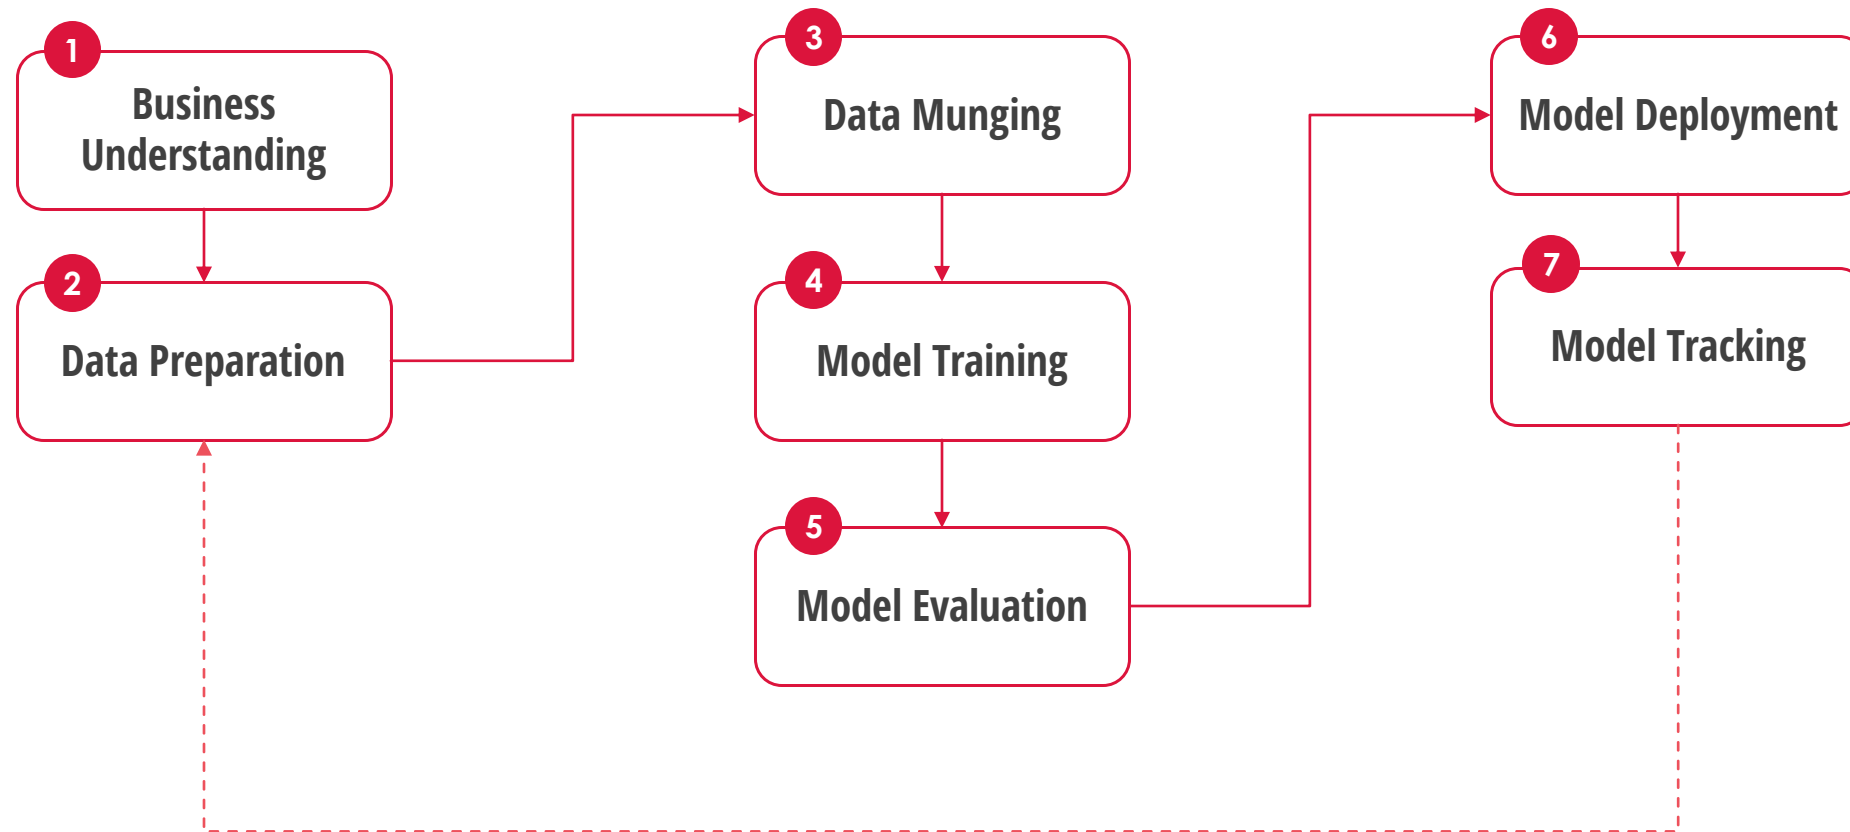 1
Business
Understanding
2
Data Preparation
3
Data Munging
4
Model Training
5
Model Evaluation
6
Model Deployment
7
Model Tracking